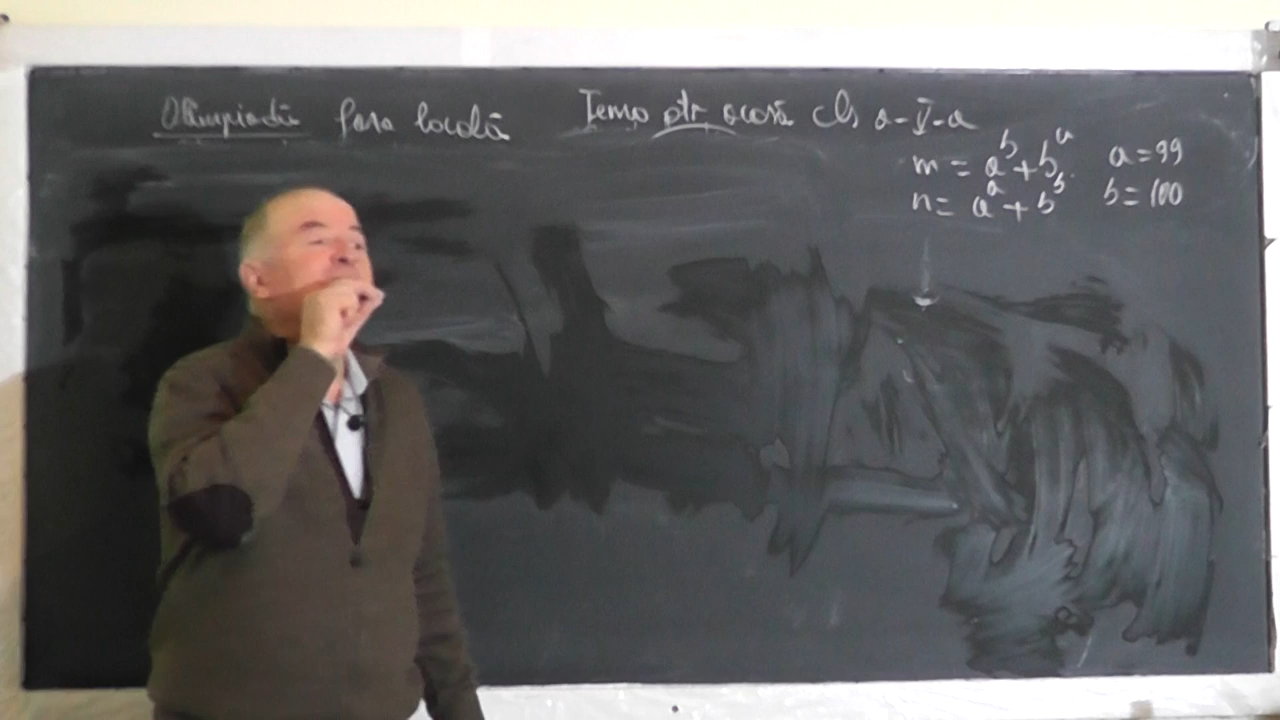 Olimpiadă faza locală Temă ptr acasă cls a-V-a
m = a^b + b^a a = 99
n = a^a + b^b b = 100